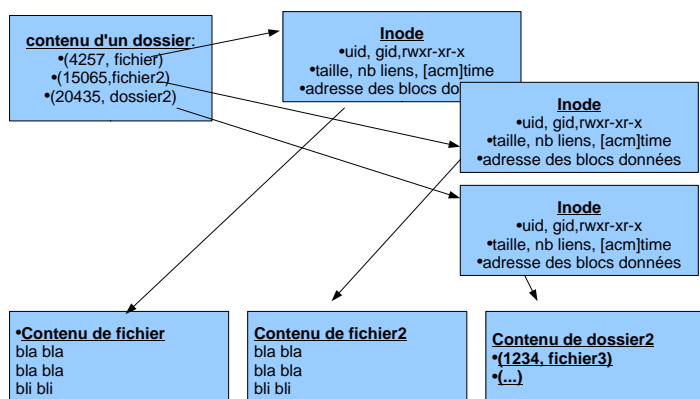 contenu d'un dossier:
•(4257, fichier)
•(15065,fichier2)
•(20435, dossier2)
Inode
•uid, gid,rwxr-xr-x
•taille, nb liens, [acm]time
•adresse des blocs
Inode
•uid, gid,rwxr-xr-x
•taille, nb liens, [acm]time
•adresse des blocs données
Inode
•uid, gid,rwxr-xr-x
•taille, nb liens, [acm]time
•adresse des blocs données
•Contenu de fichier
bla bla
bla bla
bli bli
Contenu de fichier2
bla bla
bla bla
bli bli
Contenu de dossier2
•(1234, fichier3)
•(...)